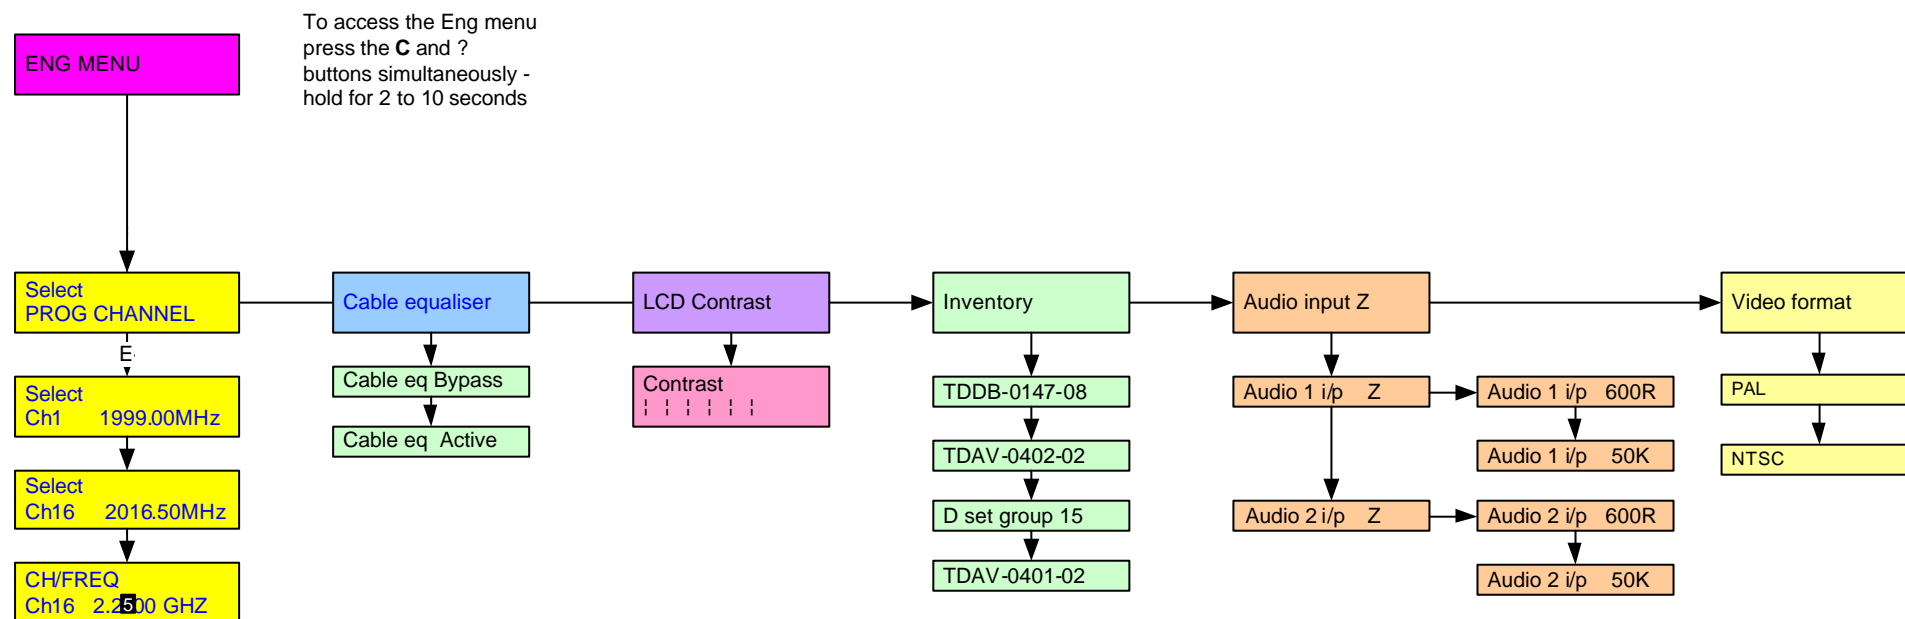 To access the Eng menu
press the C and ?
buttons simultaneously -
hold for 2 to 10 seconds
ENG MENU
Select
PROG CHANNEL
Cable equaliser
LCD Contrast
Inventory
Audio input Z
Video format
E
Select
Ch1 1999.00MHz
Select
Ch16 2016.50MHz
CH/FREQ
Ch16 2.2500 GHZ
Cable eq Bypass
Cable eq Active
Contrast
TDDB-0147-08
TDAV-0402-02
D set group 15
TDAV-0401-02
Audio 1 i/p Z
Audio 1 i/p 600R
Audio 1 i/p 50K
Audio 2 i/p Z
Audio 2 i/p 600R
Audio 2 i/p 50K
PAL
NTSC